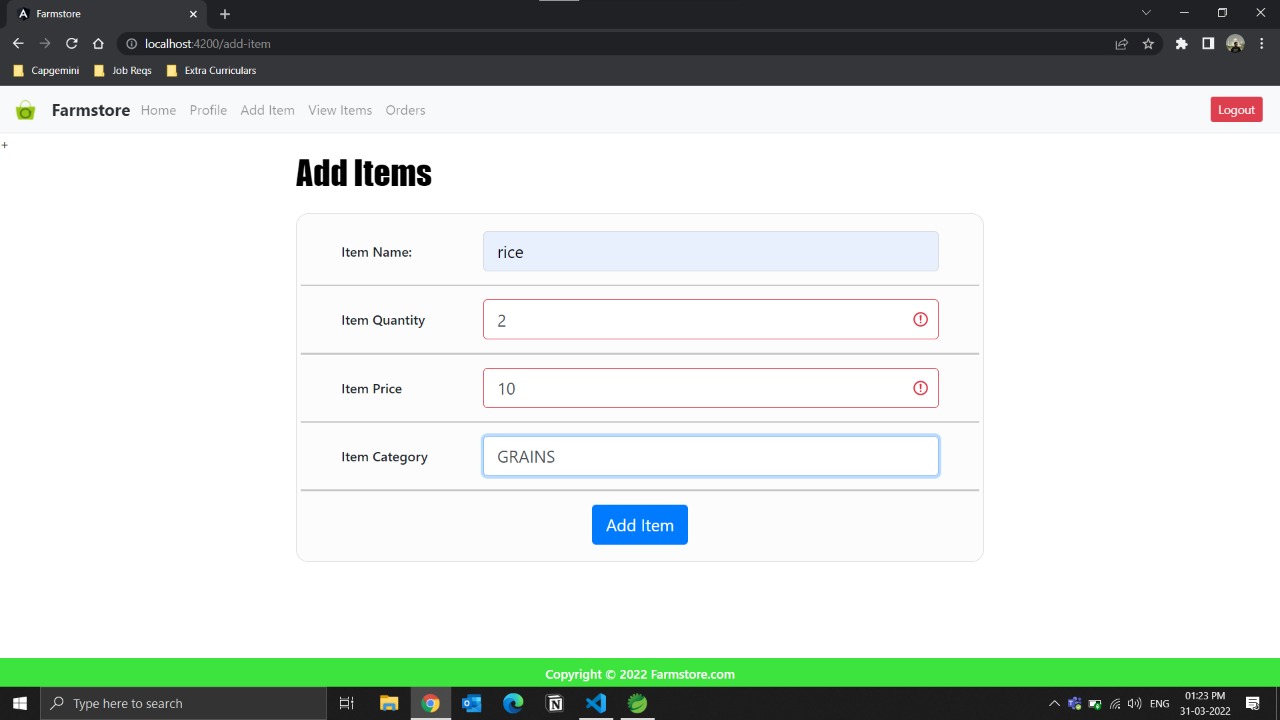 Farmstore
localhost:4200/add-item
Capgemini Job Reqs Extra Curriculars
Farmstore Home Profile Add Item View Items Orders Logout
+
Add Items
Item Name: rice
Item Quantity 2
Item Price 10
Item Category GRAINS
Add Item
Copyright © 2022 Farmstore.com
Type here to search ENG 01:23 PM
31-03-2022